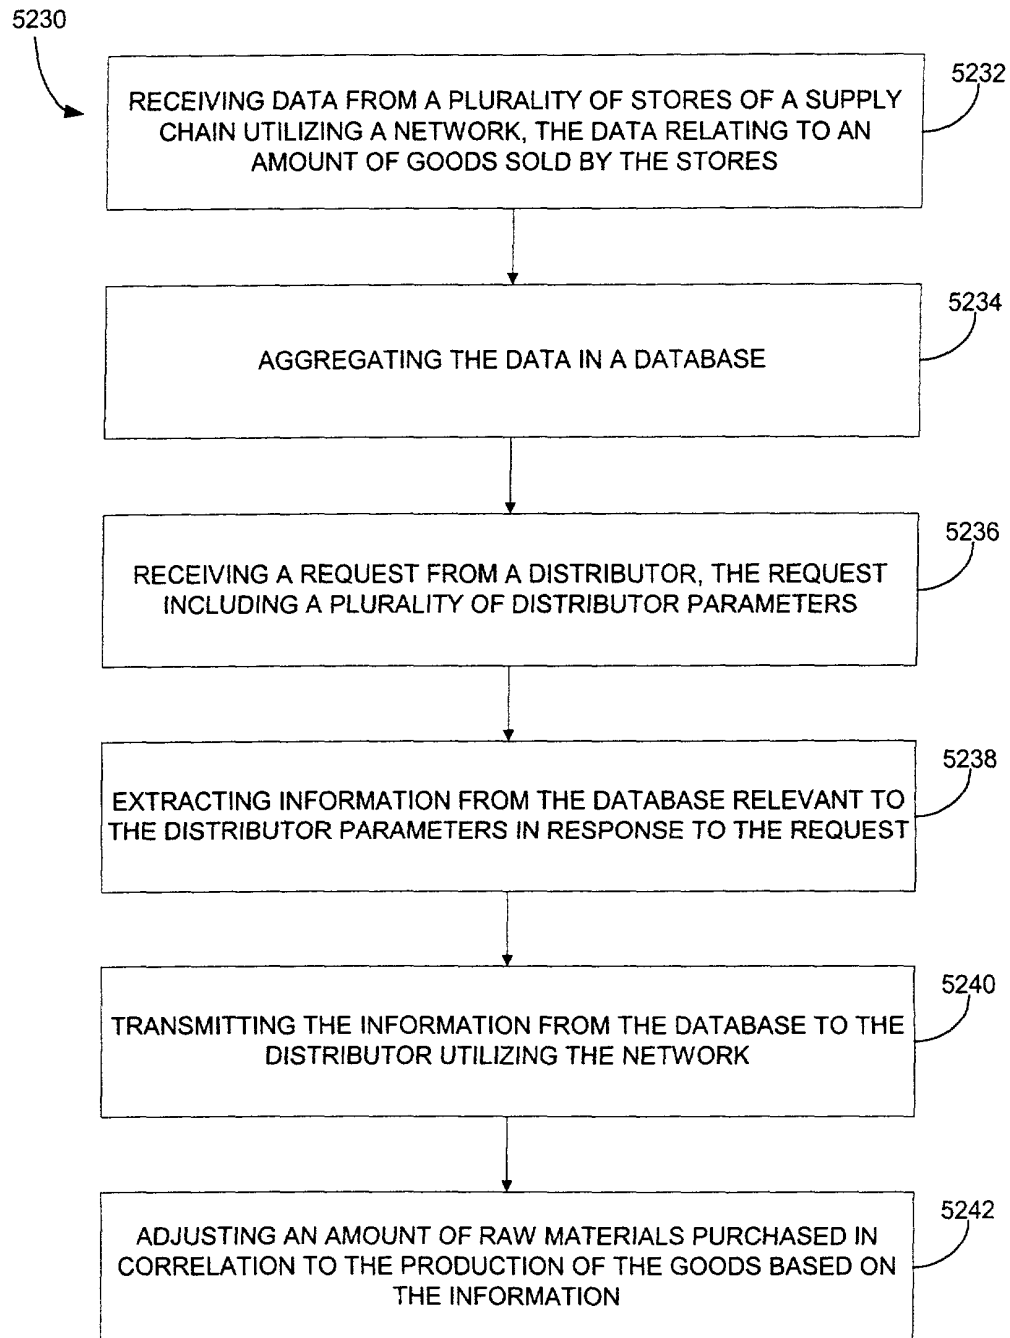 5230
5232
RECEIVING DATA FROM A PLURALITY OF STORES OF A SUPPLY
CHAIN UTILIZING A NETWORK, THE DATA RELATING TO AN
AMOUNT OF GOODS SOLD BY THE STORES
5234
AGGREGATING THE DATA IN A DATABASE
5236
RECEIVING A REQUEST FROM A DISTRIBUTOR, THE REQUEST
INCLUDING A PLURALITY OF DISTRIBUTOR PARAMETERS
5238
EXTRACTING INFORMATION FROM THE DATABASE RELEVANT TO
THE DISTRIBUTOR PARAMETERS IN RESPONSE TO THE REQUEST
5240
TRANSMITTING THE INFORMATION FROM THE DATABASE TO THE
DISTRIBUTOR UTILIZING THE NETWORK
5242
ADJUSTING AN AMOUNT OF RAW MATERIALS PURCHASED IN
CORRELATION TO THE PRODUCTION OF THE GOODS BASED ON
THE INFORMATION